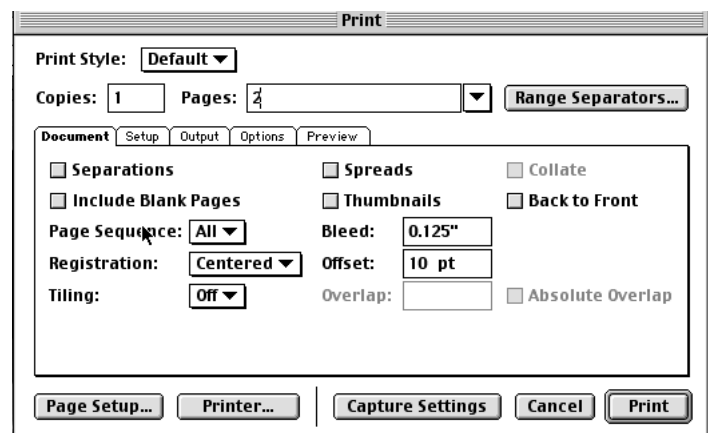 Print
Print Style: Default
Copies: 1 Pages: 2 Range Separators...
Document Setup Output Options Preview
Separations Spreads Collate
Include Blank Pages Thumbnails Back to Front
Page Sequence: All Bleed: 0.125"
Registration: Centered Offset: 10 pt
Tiling: Off Overlap: Absolute Overlap
Page Setup... Printer... Capture Settings Cancel Print